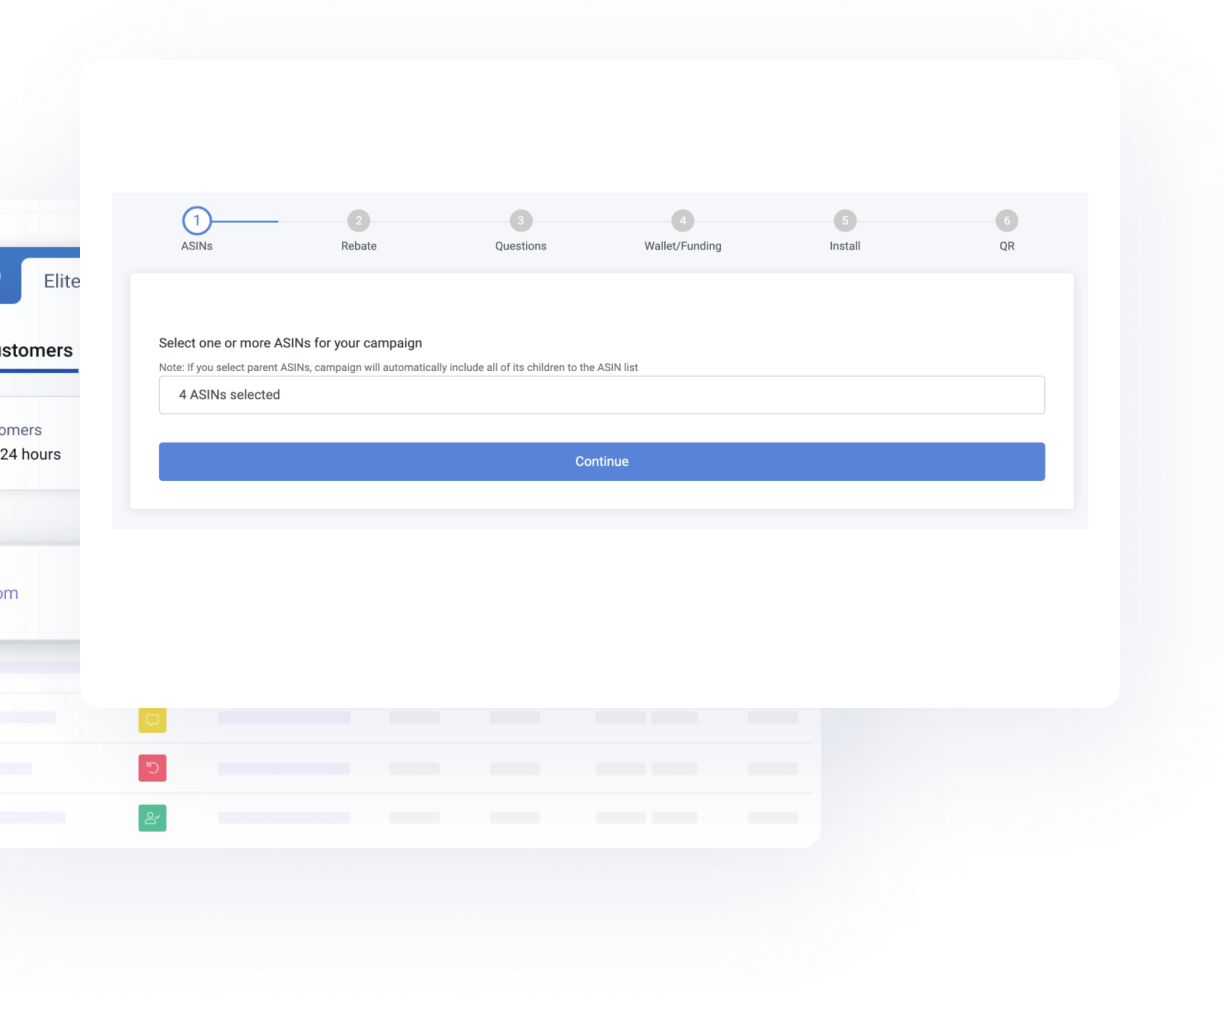 1
2
3
4
5
6
ASINs
Rebate
Questions
Wallet/Funding
Install
QR
Elite
Select one or more ASINs for your campaign
Note: If you select parent ASINs, campaign will automatically include all of its children to the ASIN list
4 ASINs selected
Continue
stomers
omers
24 hours
om